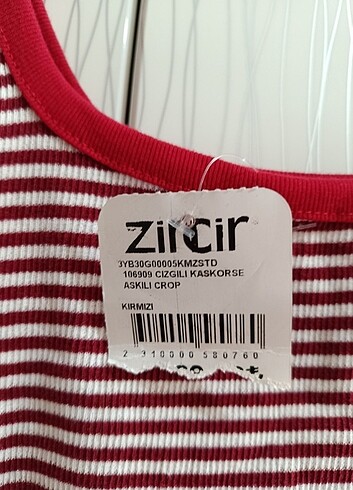 zircir
3YB30G00005KMZSTD
106909 CIZGILI KASKORSE
ASKILI CROP
KIRMIZI
2 910000 580760